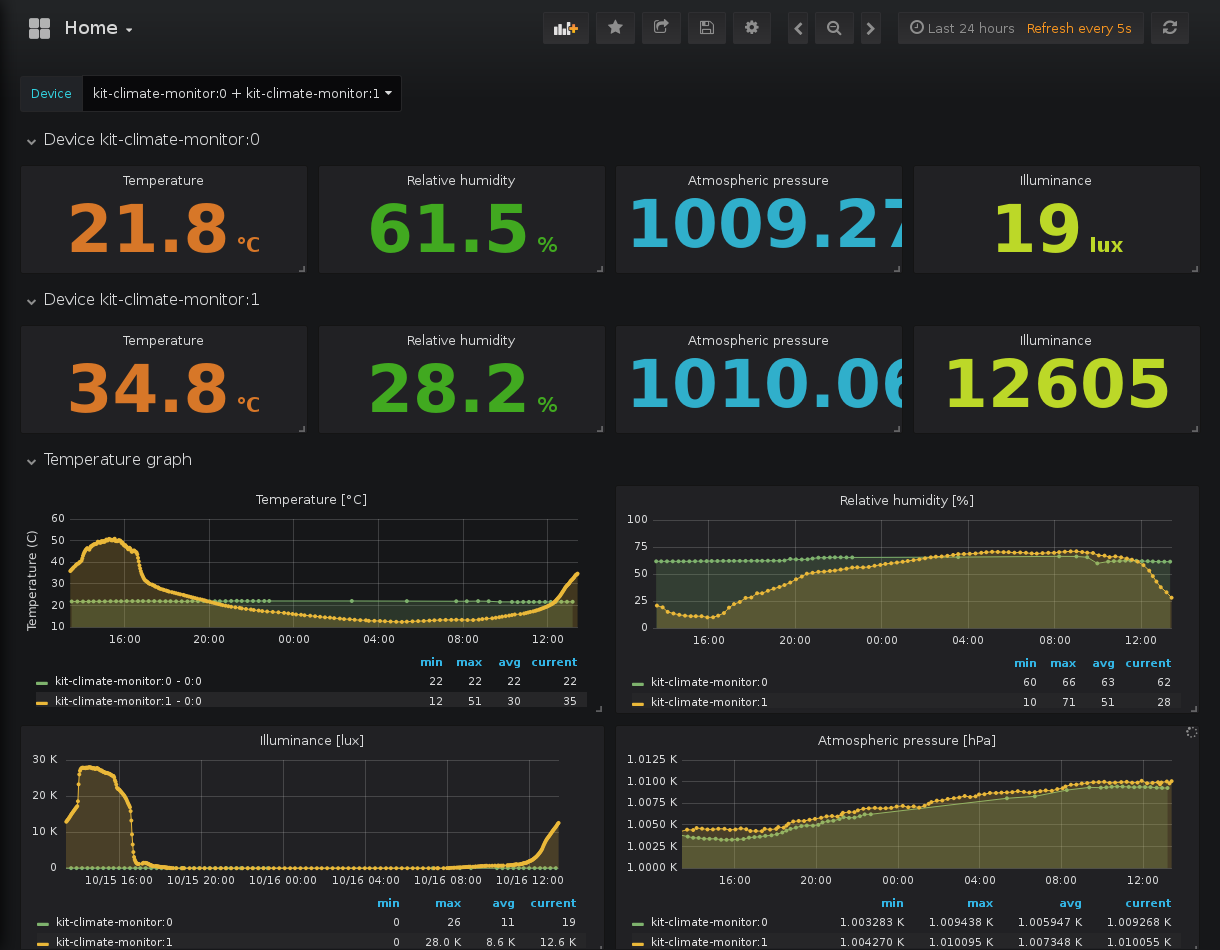 Home
Last 24 hours Refresh every 5s
Device kit-climate-monitor:0 + kit-climate-monitor:1
Device kit-climate-monitor:0
Temperature Relative humidity Atmospheric pressure Illuminance
21.8 °C 61.5 % 1009.27 19 lux
Device kit-climate-monitor:1
Temperature Relative humidity Atmospheric pressure Illuminance
34.8 °C 28.2 % 1010.06 12605
Temperature graph
Temperature [°C]
Temperature (C)
60
50
40
30
20
10
16:00 20:00 00:00 04:00 08:00 12:00
min max avg current
kit-climate-monitor:0 - 0:0 22 22 22 22
kit-climate-monitor:1 - 0:0 12 51 30 35
Relative humidity [%]
100
75
50
25
0
16:00 20:00 00:00 04:00 08:00 12:00
min max avg current
kit-climate-monitor:0 60 66 63 62
kit-climate-monitor:1 10 71 51 28
Illuminance [lux]
30 K
20 K
10 K
0
10/15 16:00 10/15 20:00 10/16 00:00 10/16 04:00 10/16 08:00 10/16 12:00
min max avg current
kit-climate-monitor:0 0 26 11 19
kit-climate-monitor:1 0 28.0 K 8.6 K 12.6 K
Atmospheric pressure [hPa]
1.0125 K
1.0100 K
1.0075 K
1.0050 K
1.0025 K
1.0000 K
16:00 20:00 00:00 04:00 08:00 12:00
min max avg current
kit-climate-monitor:0 1.003283 K 1.009438 K 1.005947 K 1.009268 K
kit-climate-monitor:1 1.004270 K 1.010095 K 1.007348 K 1.010055 K